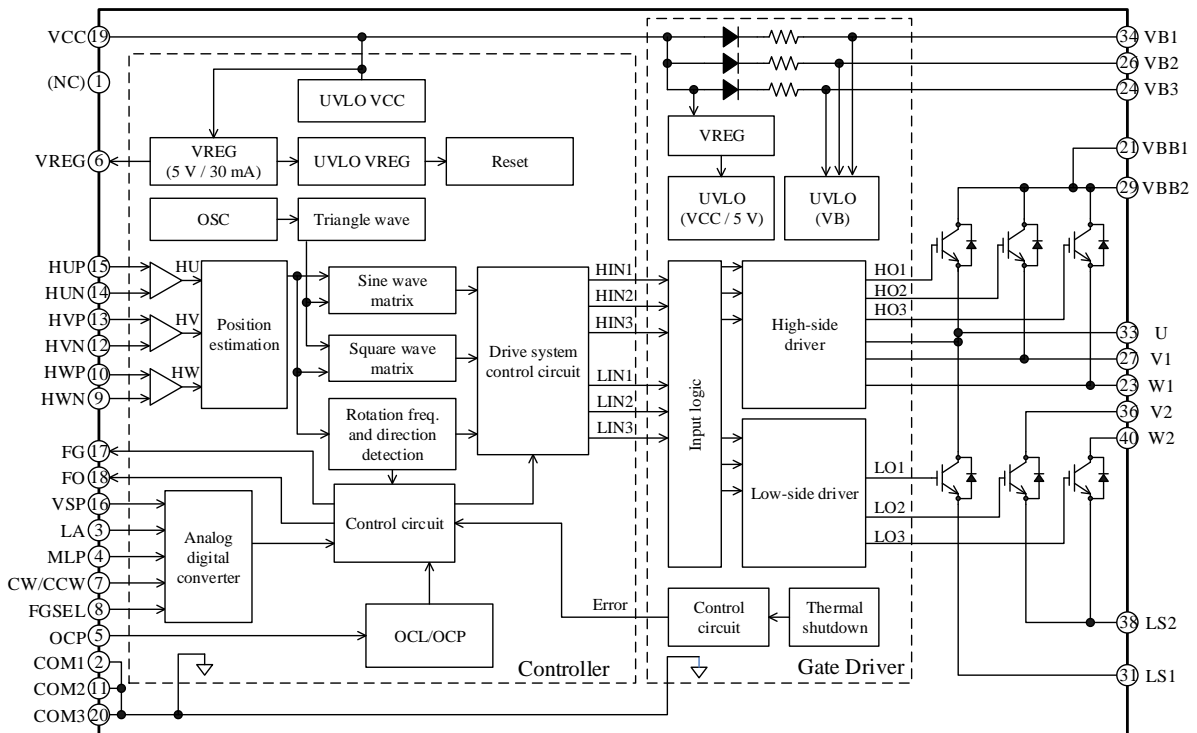 VCC 19
34 VB1
26 VB2
24 VB3
(NC) 1
UVLO VCC
VREG 6
VREG
(5 V / 30 mA)
UVLO VREG
Reset
VREG
21 VBB1
29 VBB2
UVLO
(VCC / 5 V)
UVLO
(VB)
OSC
Triangle wave
HUP 15
HUN 14
HVP 13
HVN 12
HWP 10
HWN 9
HU
HV
HW
Position
estimation
Sine wave
matrix
Square wave
matrix
Rotation freq.
and direction
detection
Drive system
control circuit
HIN1
HIN2
HIN3
LIN1
LIN2
LIN3
Input logic
High-side
driver
HO1
HO2
HO3
33 U
27 V1
23 W1
36 V2
40 W2
Low-side driver
LO1
LO2
LO3
FG 17
FO 18
VSP 16
LA 3
MLP 4
CW/CCW 7
FGSEL 8
OCP 5
COM1 2
COM2 11
COM3 20
Analog
digital
converter
Control circuit
OCL/OCP
Error
Control
circuit
Thermal
shutdown
38 LS2
31 LS1
Controller
Gate Driver